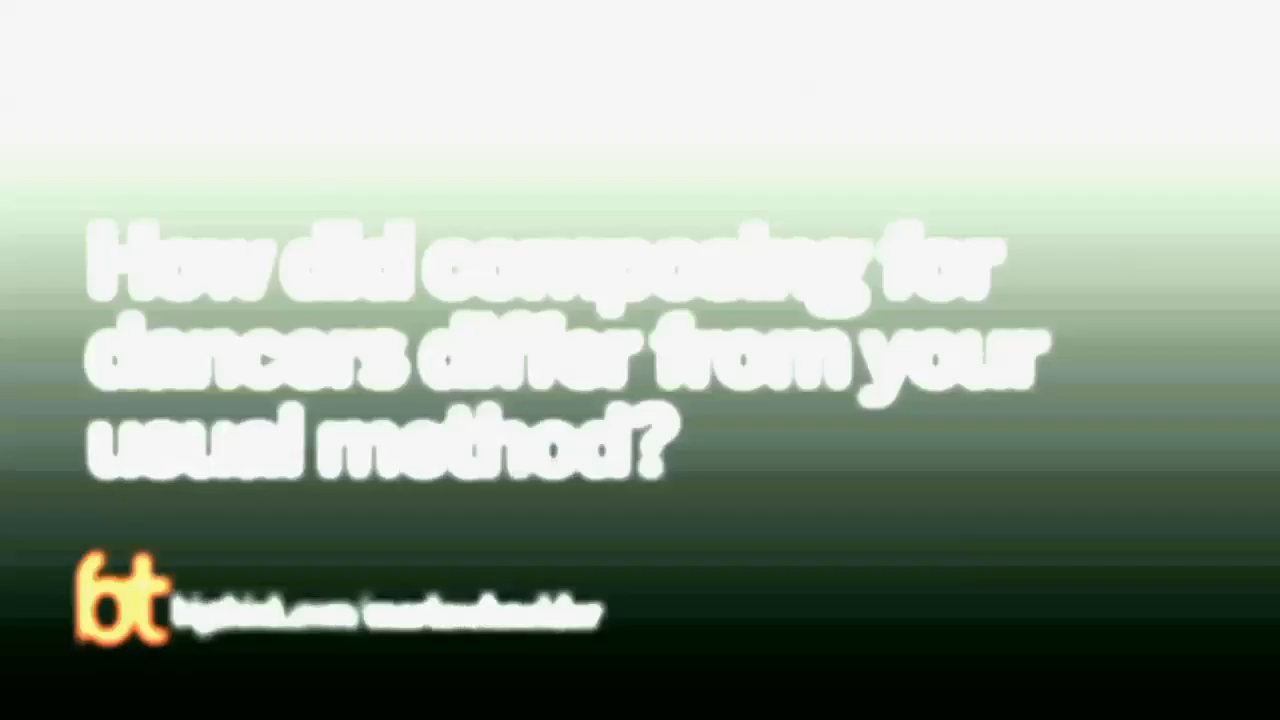 How did composing for
dancers differ from your
usual method?
bt